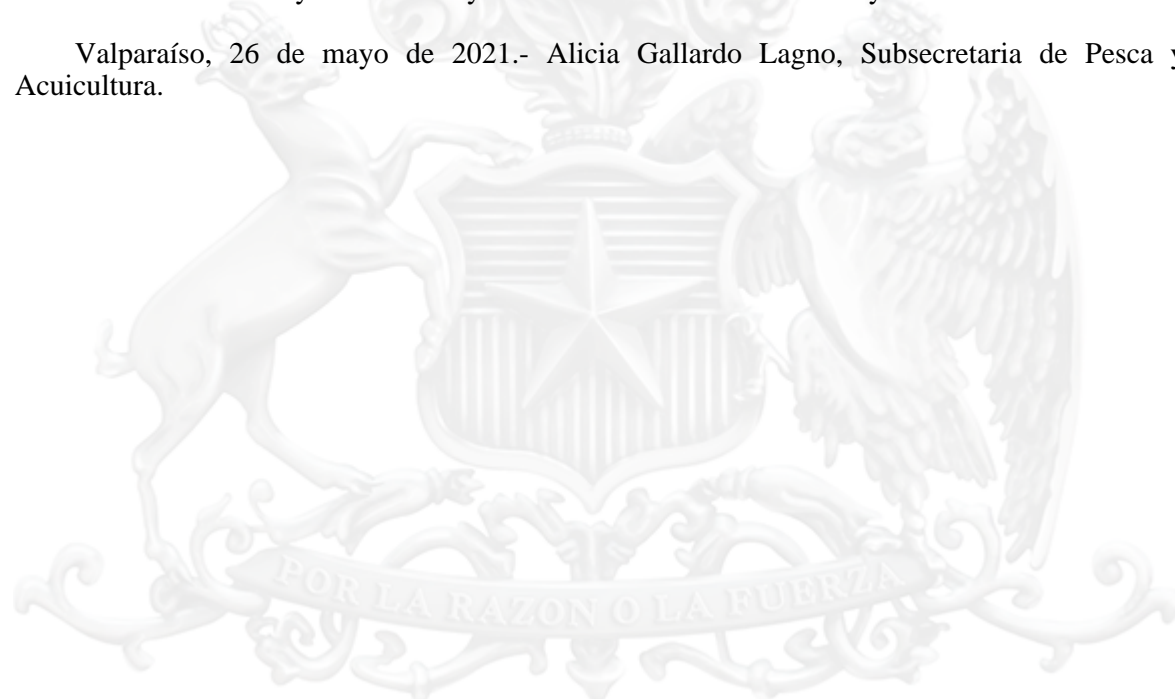 Valparaíso, 26 de mayo de 2021.- Alicia Gallardo Lagno, Subsecretaria de Pesca y
Acuicultura.
POR LA RAZON O LA FUERZA